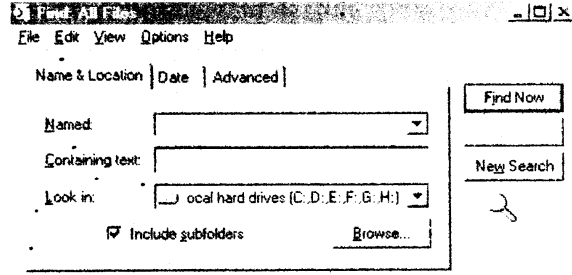 Find: All Files
File Edit View Options Help
Name & Location Date Advanced
Find Now
Named:
Containing text:
New Search
Look in: ocal hard drives (C:,D:,E:,F:,G:,H:)
Include subfolders Browse...